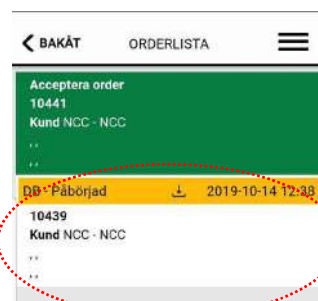 BAKÅT ORDERLISTA
Acceptera order
10441
Kund NCC - NCC
, ,
, ,
DB - Påbörjad 2019-10-14 12:38
10439
Kund NCC - NCC
, ,
, ,